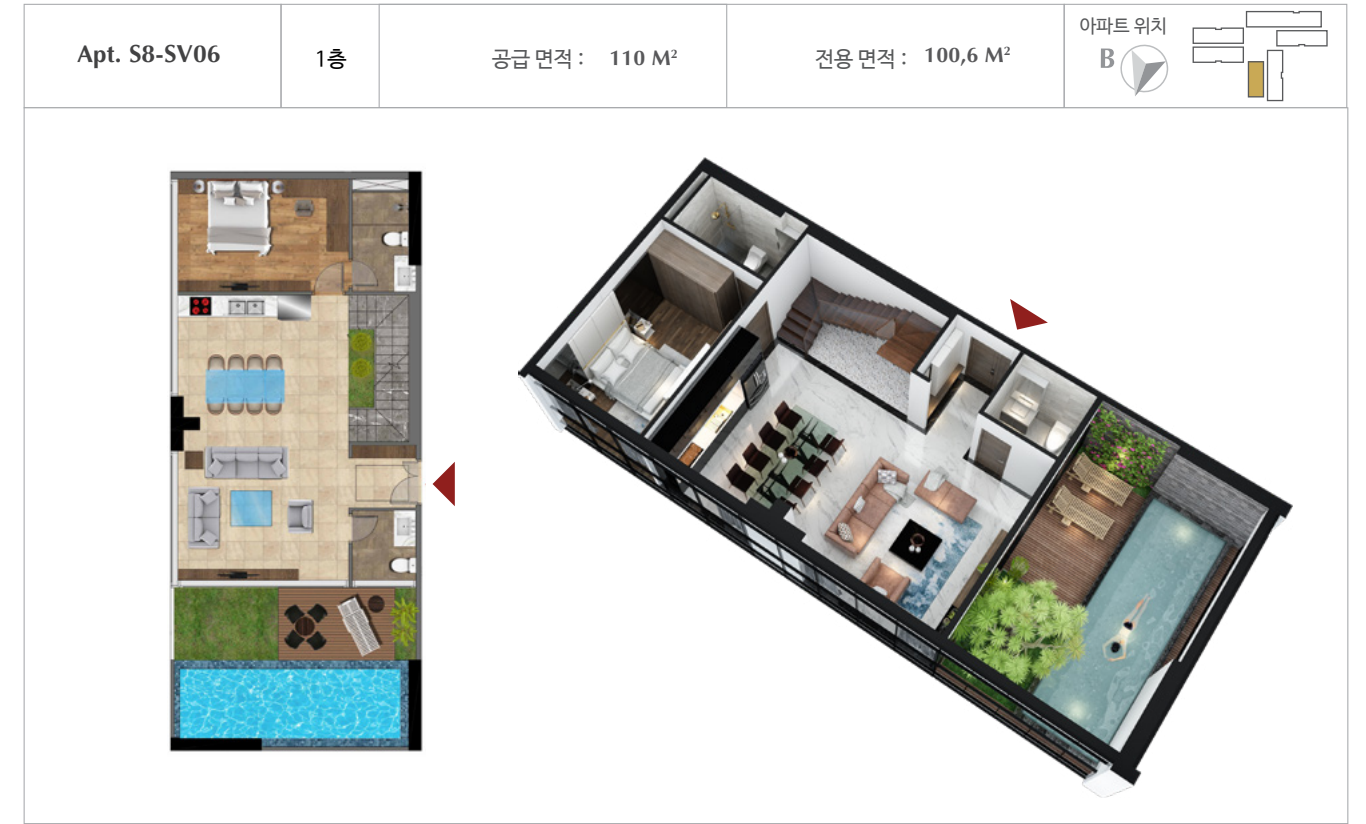 Apt. S8-SV06
1층
공급 면적 : 110 M²
전용 면적 : 100,6 M²
아파트 위치
B